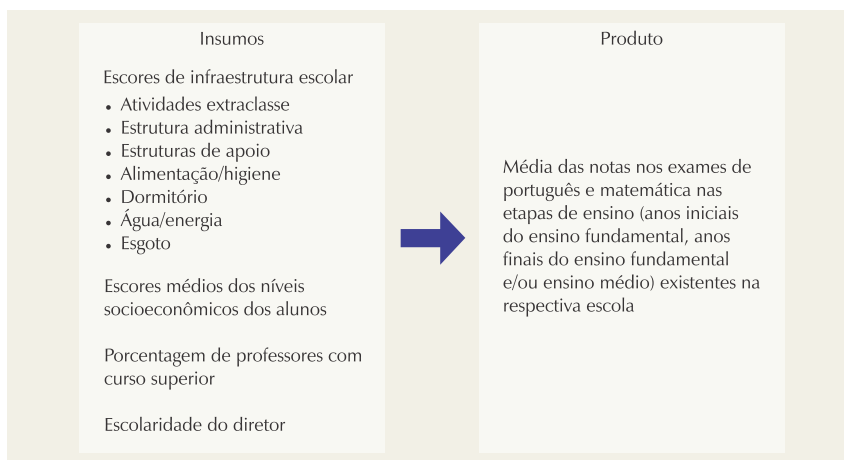 Insumos
Escores de infraestrutura escolar
• Atividades extraclasse
• Estrutura administrativa
• Estruturas de apoio
• Alimentação/higiene
• Dormitório
• Água/energia
• Esgoto
Escores médios dos níveis
socioeconômicos dos alunos
Porcentagem de professores com
curso superior
Escolaridade do diretor
Produto
Média das notas nos exames de
português e matemática nas
etapas de ensino (anos iniciais
do ensino fundamental, anos
finais do ensino fundamental
e/ou ensino médio) existentes na
respectiva escola